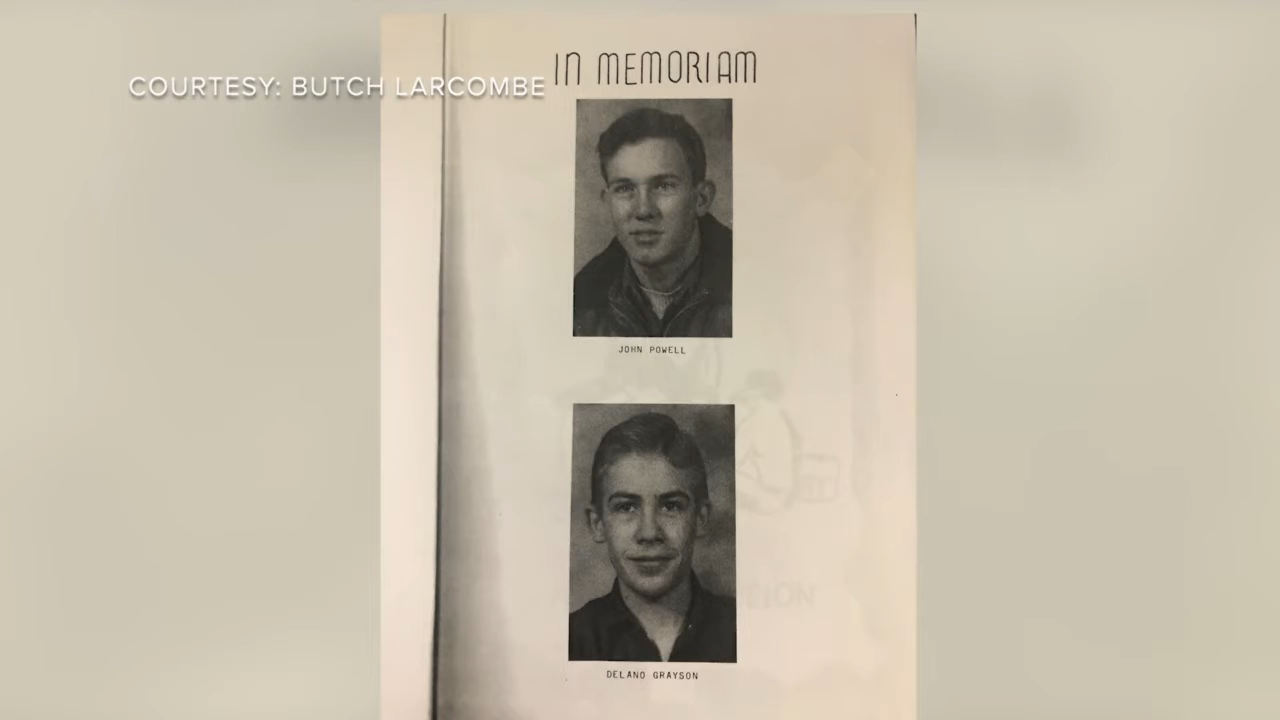 COURTESY: BUTCH LARCOMBE
IN MEMORIAM
JOHN POWELL
DELANO GRAYSON